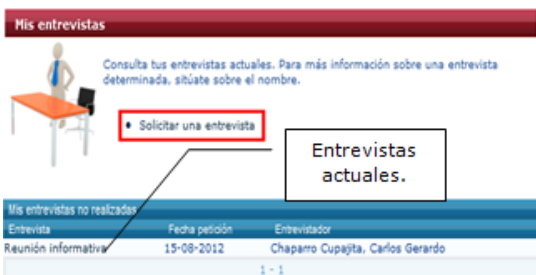 Mis entrevistas
Consulta tus entrevistas actuales. Para más información sobre una entrevista
determinada, sitúate sobre el nombre.
• Solicitar una entrevista
Entrevistas
actuales.
Mis entrevistas no realizadas
Entrevista Fecha petición Entrevistador
Reunión informativa 15-08-2012 Chaparro Cupajita, Carlos Gerardo
1 - 1